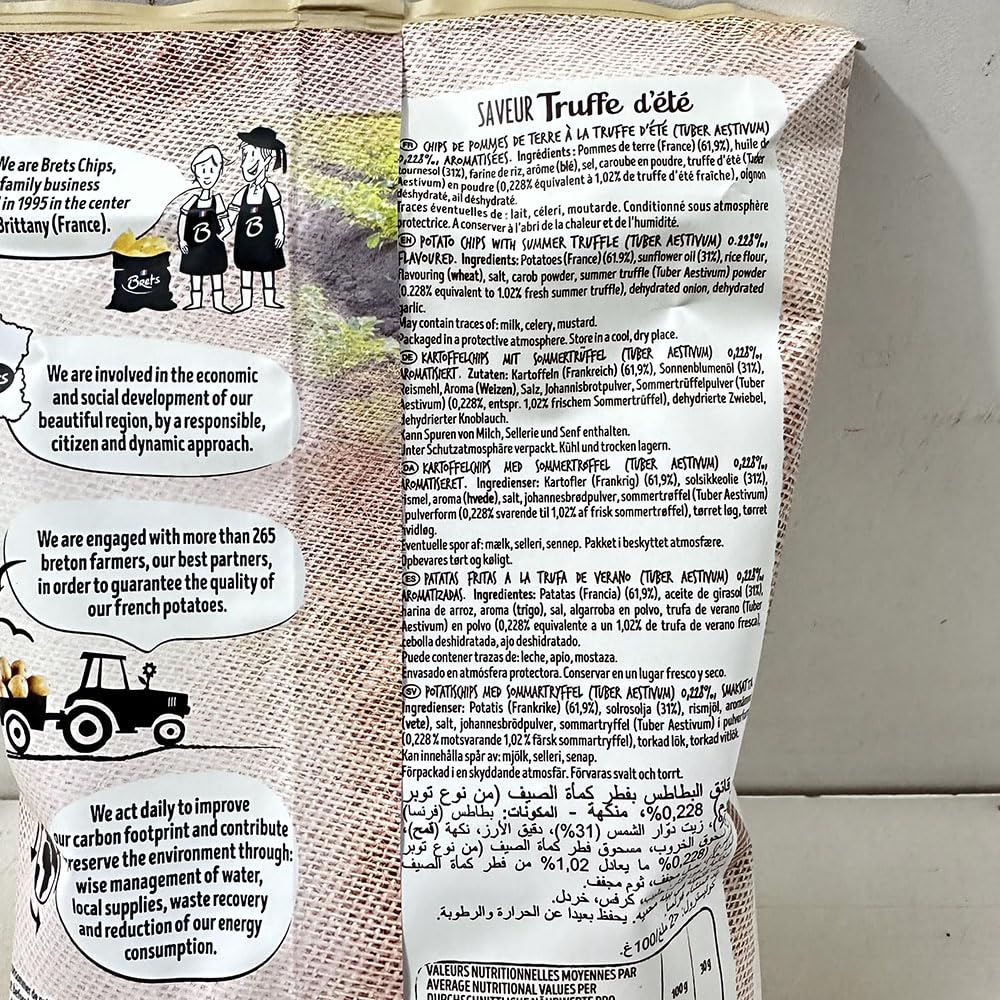 We are Brets Chips,
family business
in 1995 in the center
Brittany (France).
B
B
Brets
We are involved in the economic
and social development of our
beautiful region, by a responsible,
citizen and dynamic approach.
We are engaged with more than 265
breton farmers, our best partners,
in order to guarantee the quality of
our french potatoes.
We act daily to improve
our carbon footprint and contribute
reserve the environment through:
wise management of water,
local supplies, waste recovery
and reduction of our energy
consumption.
SAVEUR Truffe d'été
FR CHIPS DE POMMES DE TERRE À LA TRUFFE D'ÉTÉ (TUBER AESTIVUM)
0,228%, AROMATISÉES. Ingrédients: Pommes de terre (France) (61,9%), huile de
tournesol (31%), farine de riz, arôme (blé), sel, caroube en poudre, truffe d'été (Tuber
Aestivum) en poudre (0,228% équivalent à 1,02% de truffe d'été fraîche), oignon
déshydraté, ail déshydraté.
Traces éventuelles de : lait, céleri, moutarde. Conditionné sous atmosphère
protectrice. A conserver à l'abri de la chaleur et de l'humidité.
EN POTATO CHIPS WITH SUMMER TRUFFLE (TUBER AESTIVUM) 0.228%,
FLAVOURED. Ingredients: Potatoes (France) (61.9%), sunflower oil (31%), rice flour,
flavouring (wheat), salt, carob powder, summer truffle (Tuber Aestivum) powder
(0.228% equivalent to 1.02% fresh summer truffle), dehydrated onion, dehydrated
garlic.
May contain traces of: milk, celery, mustard.
Packaged in a protective atmosphere. Store in a cool, dry place.
DE KARTOFFELCHIPS MIT SOMMERTRÜFFEL (TUBER AESTIVUM) 0,228%,
AROMATISIERT. Zutaten: Kartoffeln (Frankreich) (61,9%), Sonnenblumenöl (31%),
Reismehl, Aroma (Weizen), Salz, Johannisbrotpulver, Sommertrüffelpulver (Tuber
Aestivum) (0,228%, entspr. 1,02% frischem Sommertrüffel), dehydrierte Zwiebel,
dehydrierter Knoblauch.
Kann Spuren von Milch, Sellerie und Senf enthalten.
Unter Schutzatmosphäre verpackt. Kühl und trocken lagern.
DA KARTOFFELCHIPS MED SOMMERTRØFFEL (TUBER AESTIVUM) 0,228%,
AROMATISERET. Ingredienser: Kartofler (Frankrig) (61,9%), solsikkeolie (31%),
rismel, aroma (hvede), salt, johannesbrødpulver, sommertrøffel (Tuber Aestivum)
i pulverform (0,228% svarende til 1,02% af frisk sommertrøffel), tørret løg, tørret
hvidløg.
Eventuelle spor af: mælk, selleri, sennep. Pakket i beskyttet atmosfære.
Opbevares tørt og køligt.
ES PATATAS FRITAS A LA TRUFA DE VERANO (TUBER AESTIVUM) 0,228%,
AROMATIZADAS. Ingredientes: Patatas (Francia) (61,9%), aceite de girasol (31%),
harina de arroz, aroma (trigo), sal, algarroba en polvo, trufa de verano (Tuber
Aestivum) en polvo (0,228% equivalente a un 1,02% de trufa de verano fresca),
cebolla deshidratada, ajo deshidratado.
Puede contener trazas de: leche, apio, mostaza.
Envasado en atmósfera protectora. Conservar en un lugar fresco y seco.
SV POTATISCHIPS MED SOMMARTRYFFEL (TUBER AESTIVUM) 0,228%, SMAKSATTA
Ingredienser: Potatis (Frankrike) (61,9%), solrosolja (31%), rismjöl, aromämne
(vete), salt, johannesbrödpulver, sommartryffel (Tuber Aestivum) i pulverform
(0,228% motsvarande 1,02% färsk sommartryffel), torkad lök, torkad vitlök.
Kan innehålla spår av: mjölk, selleri, senap.
Förpackad i en skyddande atmosfär. Förvaras svalt och torrt.
رقائق البطاطس بفطر كمأة الصيف (من نوع توبر
0,228%، منكهة - المكونات: بطاطس (فرنسا)
زيت دوّار الشمس (31%)، دقيق الأرز، نكهة (قمح)،
مسحوق الخروب، مسحوق فطر كمأة الصيف (من نوع توبر
(0,228% ما يعادل 1,02% من فطر كمأة الصيف
مجفف، ثوم مجفف.
كرفس، خردل.
يحفظ بعيدا عن الحرارة والرطوبة.
100/غ.
VALEURS NUTRITIONNELLES MOYENNES PAR
AVERAGE NUTRITIONAL VALUES PER
100g
30g